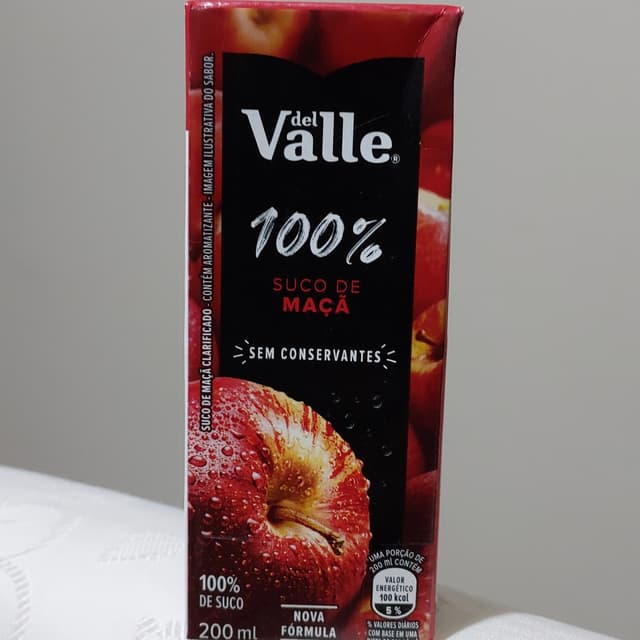 del
Valle®
100%
SUCO DE
MAÇÃ
SEM CONSERVANTES
SUCO DE MAÇÃ CLARIFICADO - CONTÉM AROMATIZANTE - IMAGEM ILUSTRATIVA DO SABOR.
100%
DE SUCO
200 ml
NOVA
FÓRMULA
UMA PORÇÃO DE
200 ml CONTÉM
VALOR
ENERGÉTICO
100 kcal
5 %
% VALORES DIÁRIOS
COM BASE EM UMA